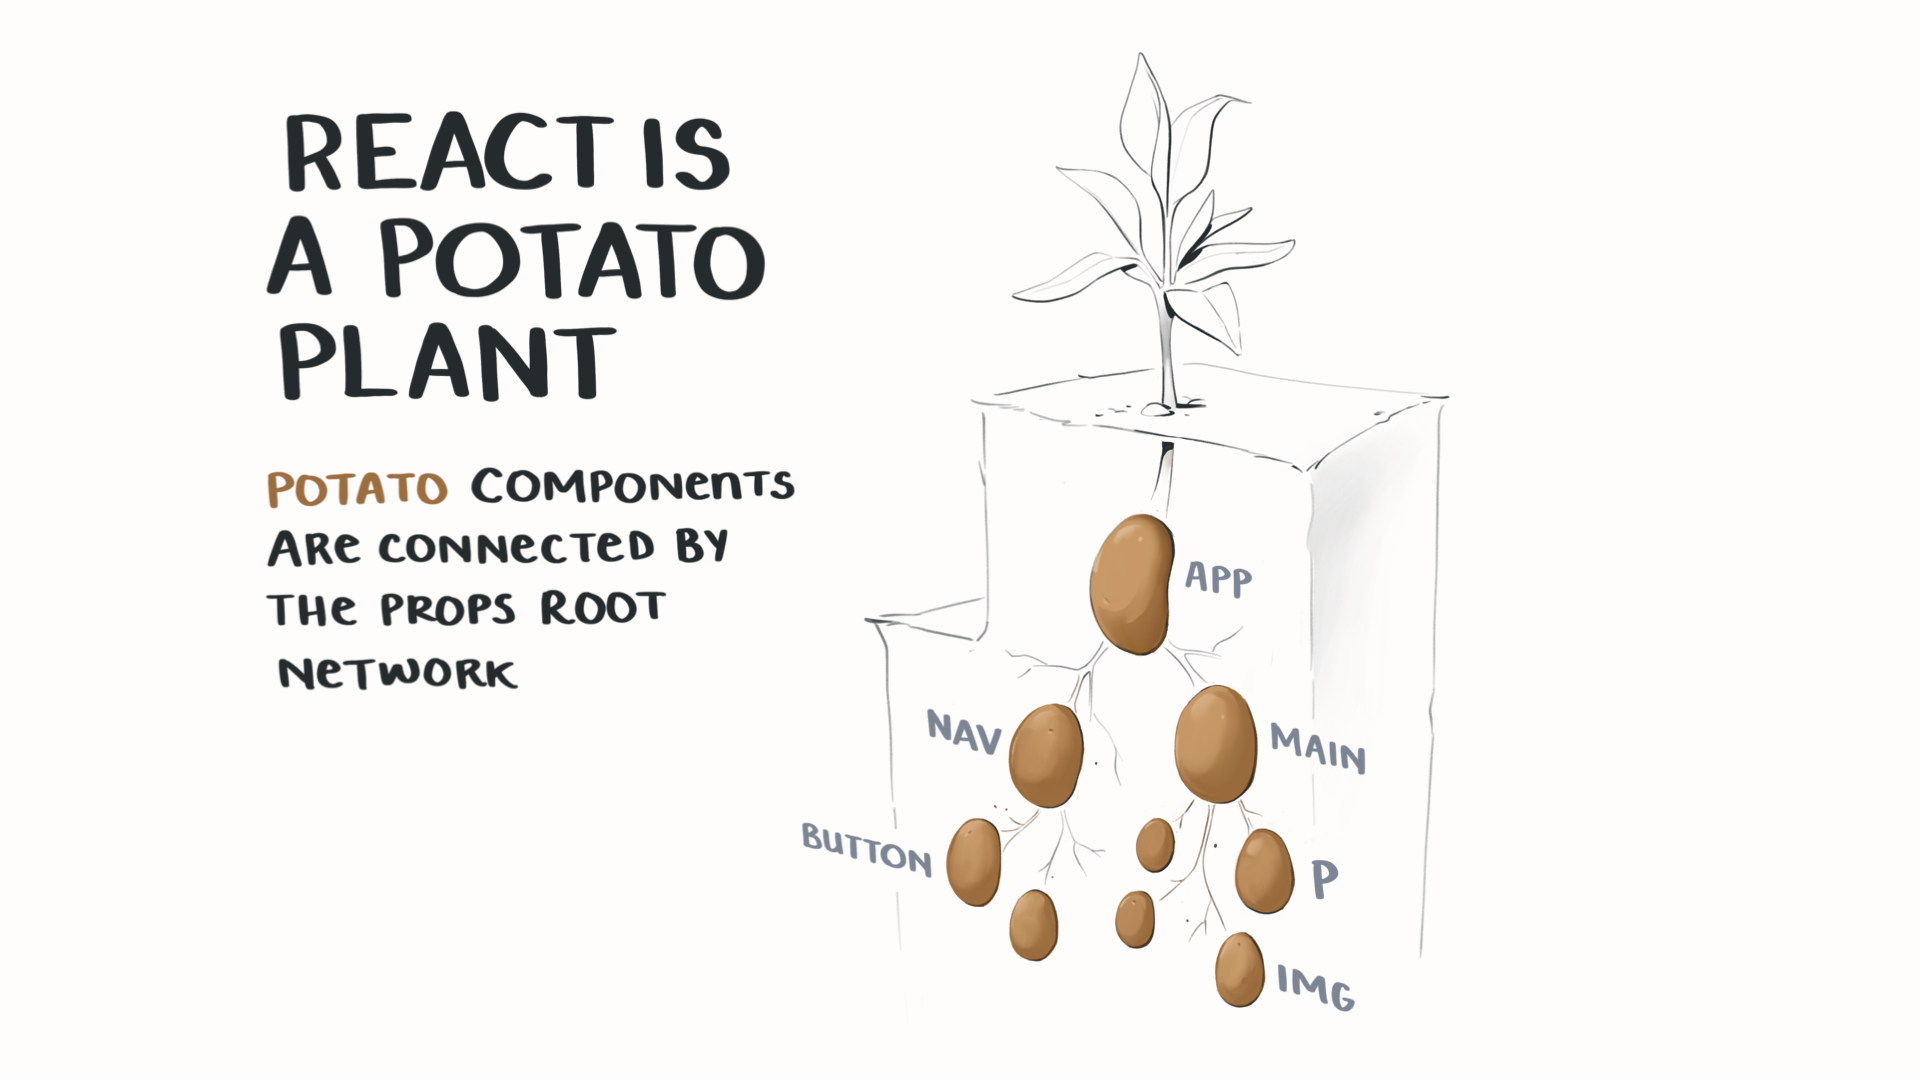 REACT IS
A POTATO
PLANT
POTATO COMPONeNTS
ARe CONNeCTeD BY
THe PROPS ROOT
NeTWORK
APP
NAV
MAIN
BUTTON
P
IMG